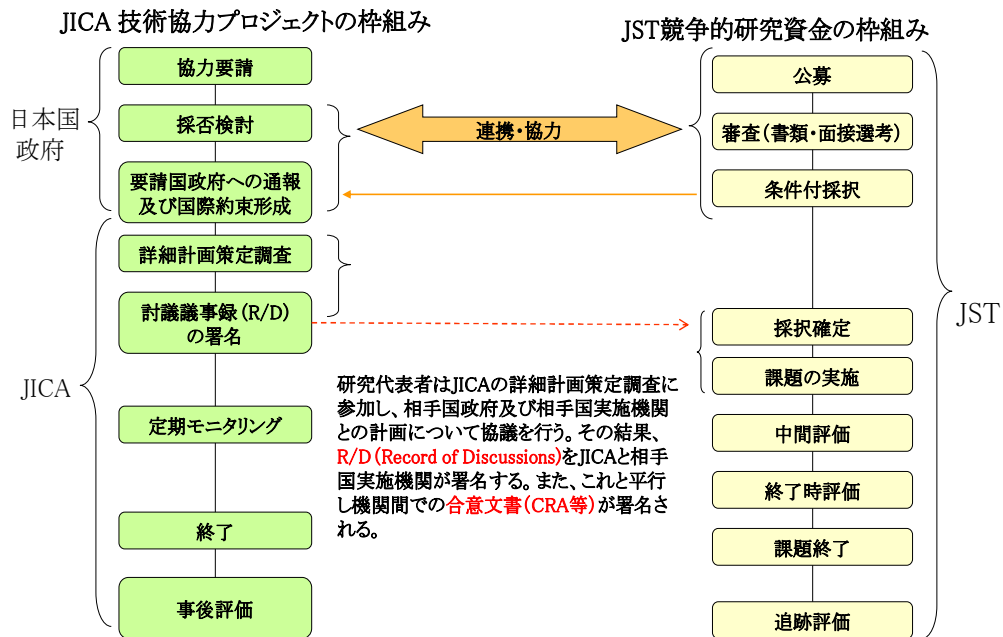 JICA 技術協力プロジェクトの枠組み
JST競争的研究資金の枠組み
日本国
政府
協力要請
採否検討
要請国政府への通報
及び国際約束形成
JICA
詳細計画策定調査
討議議事録(R/D)
の署名
定期モニタリング
終了
事後評価
連携・協力
研究代表者はJICAの詳細計画策定調査に
参加し、相手国政府及び相手国実施機関
との計画について協議を行う。その結果、
R/D(Record of Discussions)をJICAと相手
国実施機関が署名する。また、これと平行
し機関間での合意文書(CRA等)が署名さ
れる。
公募
審査(書類・面接選考)
条件付採択
採択確定
課題の実施
中間評価
終了時評価
課題終了
追跡評価
JST